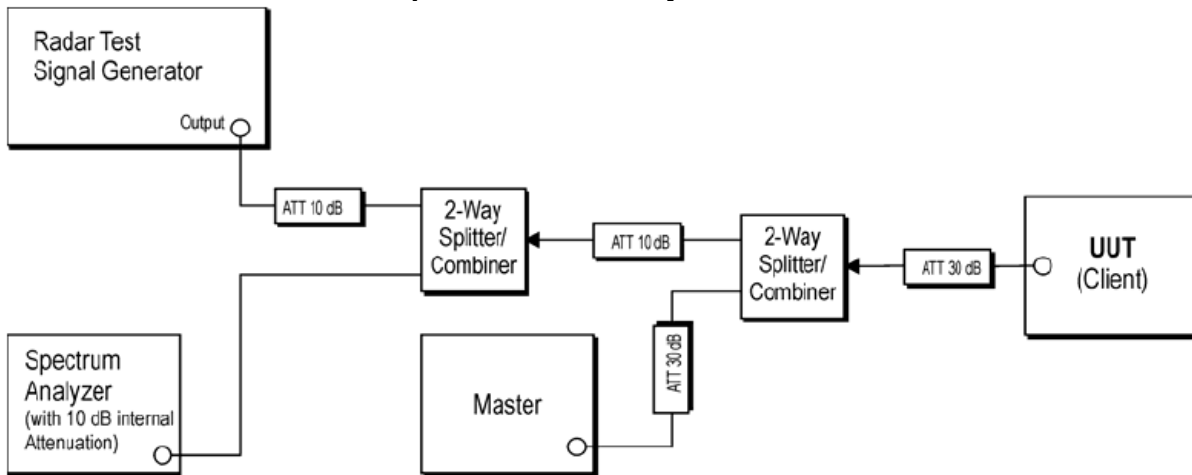 Radar Test
Signal Generator
Output
ATT 10 dB
2-Way
Splitter/
Combiner
ATT 10 dB
2-Way
Splitter/
Combiner
ATT 30 dB
UUT
(Client)
Spectrum
Analyzer
(with 10 dB internal
Attenuation)
Master
ATT 30 dB